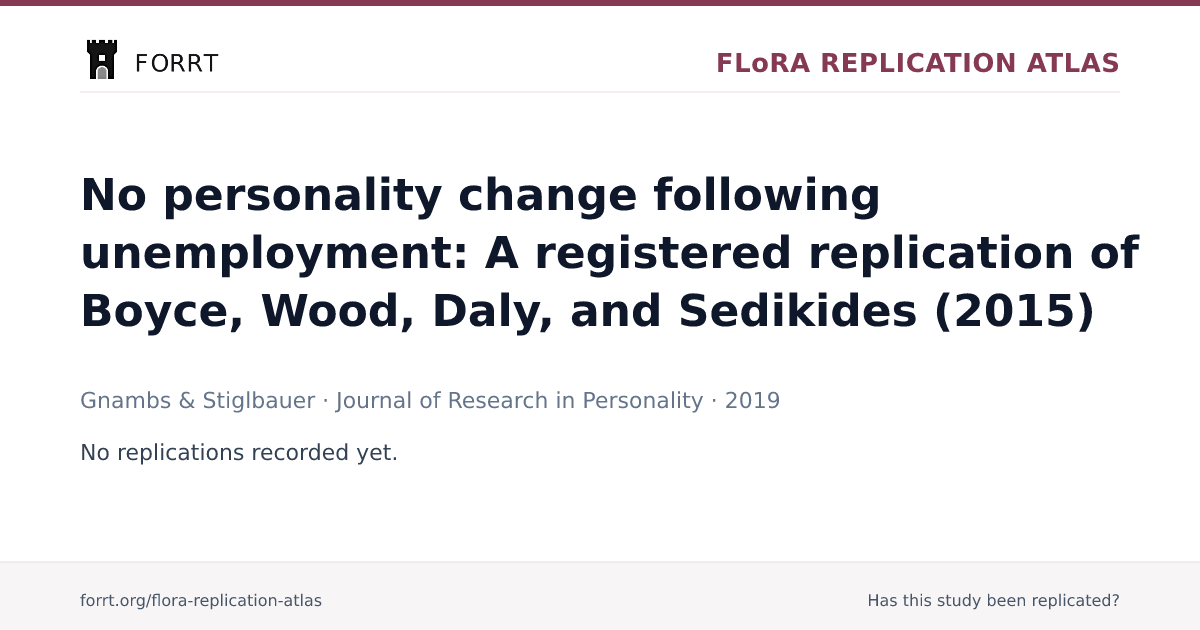 FORRT
FLoRA REPLICATION ATLAS
No personality change following
unemployment: A registered replication of
Boyce, Wood, Daly, and Sedikides (2015)
Gnambs & Stiglbauer · Journal of Research in Personality · 2019
No replications recorded yet.
forrt.org/flora-replication-atlas
Has this study been replicated?